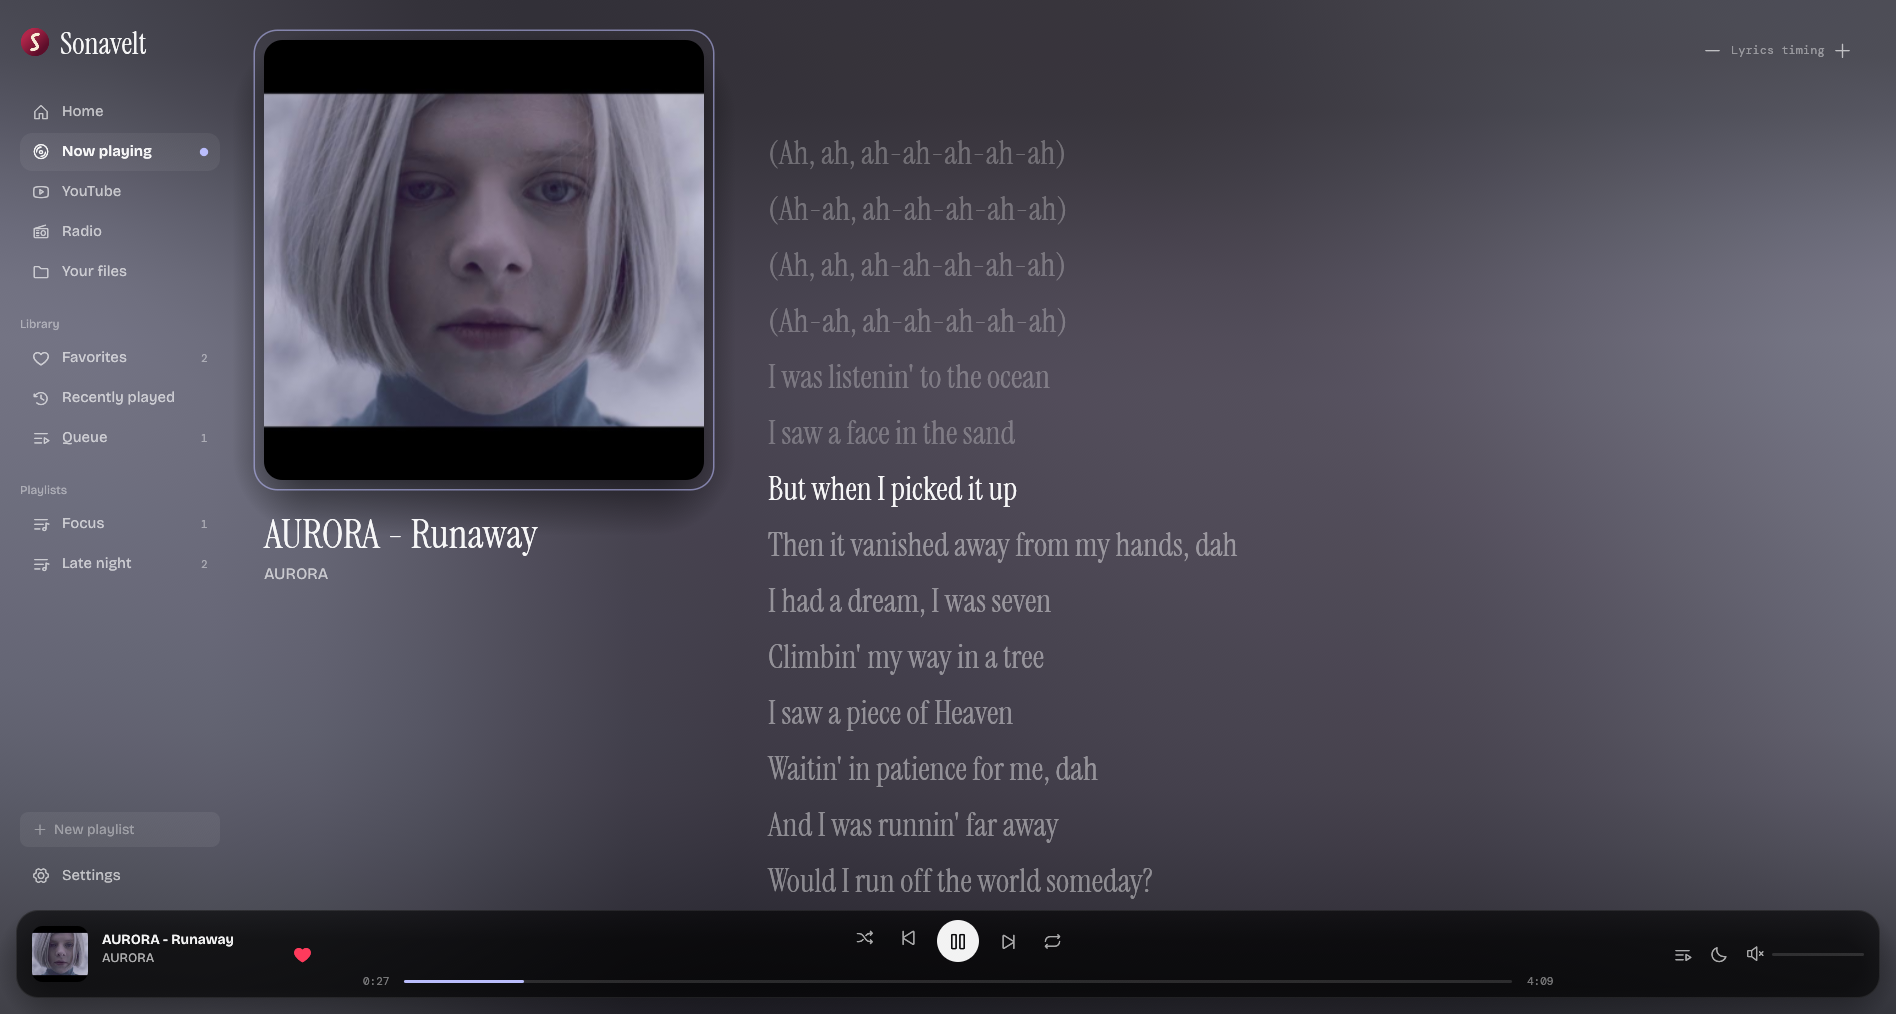 Sonavelt
Home
Now playing
YouTube
Radio
Your files
Library
Favorites 2
Recently played
Queue 1
Playlists
Focus 1
Late night 2
New playlist
Settings
AURORA - Runaway
AURORA
Lyrics timing
(Ah, ah, ah-ah-ah-ah-ah)
(Ah-ah, ah-ah-ah-ah-ah)
(Ah, ah, ah-ah-ah-ah-ah)
(Ah-ah, ah-ah-ah-ah-ah)
I was listenin' to the ocean
I saw a face in the sand
But when I picked it up
Then it vanished away from my hands, dah
I had a dream, I was seven
Climbin' my way in a tree
I saw a piece of Heaven
Waitin' in patience for me, dah
And I was runnin' far away
Would I run off the world someday?
AURORA - Runaway
AURORA
0:27
4:09